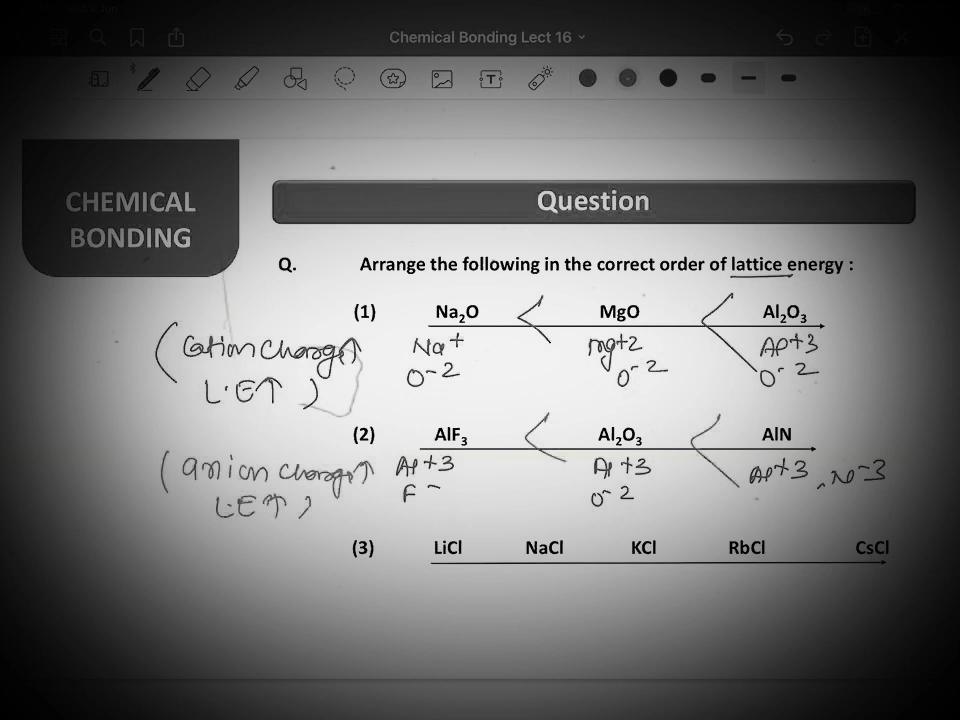 Chemical Bonding Lect 16
CHEMICAL
BONDING
Question
Q. Arrange the following in the correct order of lattice energy :
(1) Na₂O < MgO < Al₂O₃
Na+ Mg+2 Al+3
O-2 O-2 O-2
(Cation charge↑
L.E↑)
(2) AlF₃ < Al₂O₃ < AlN
(anion charge↑ Al+3 Al+3 Al+3, N-3
F- O-2
L.E↑)
(3) LiCl NaCl KCl RbCl CsCl